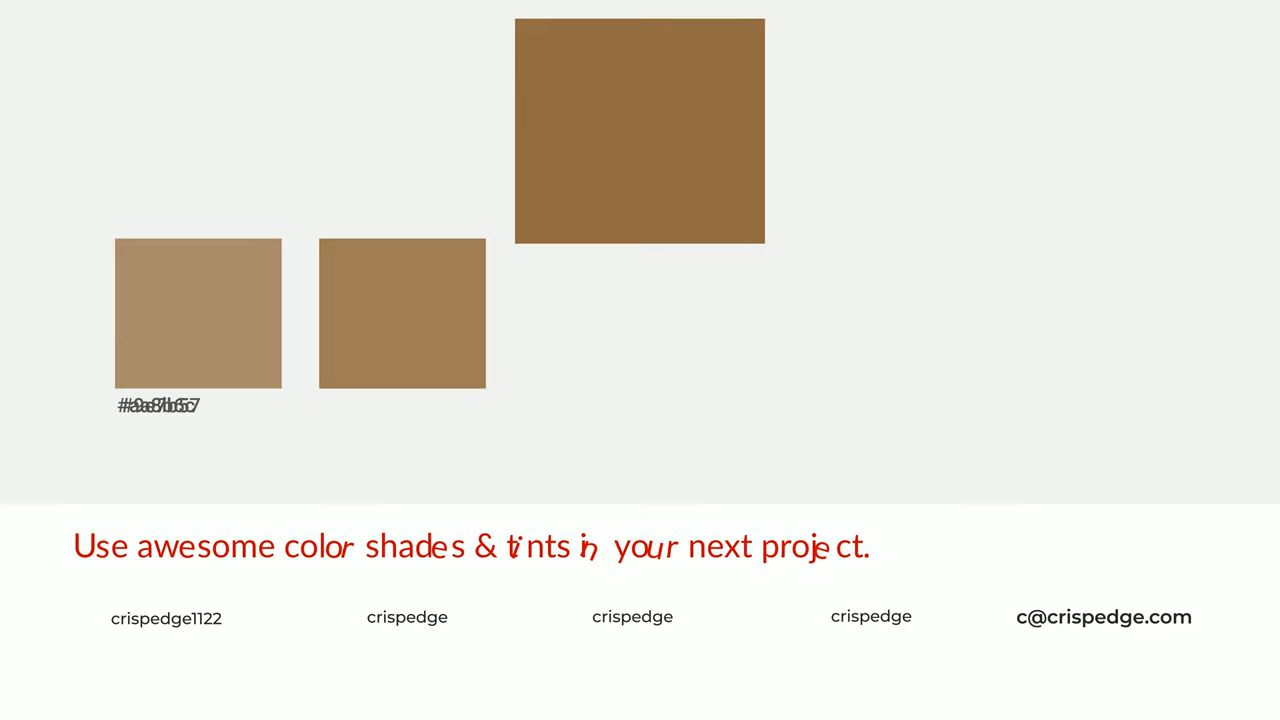 Use awesome color shades & tints in your next project.
crispedge1122 crispedge crispedge crispedge c@crispedge.com